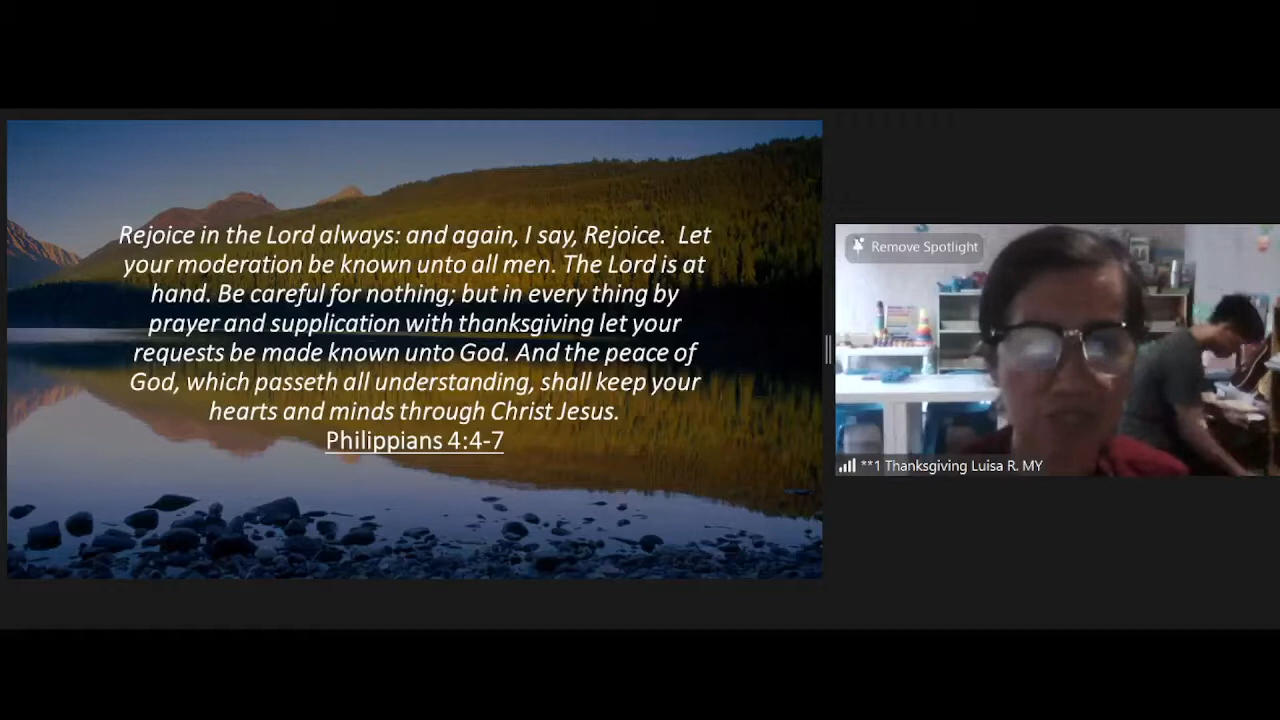 Rejoice in the Lord always: and again, I say, Rejoice.  Let
your moderation be known unto all men. The Lord is at
hand. Be careful for nothing; but in every thing by
prayer and supplication with thanksgiving let your
requests be made known unto God. And the peace of
God, which passeth all understanding, shall keep your
hearts and minds through Christ Jesus.
Philippians 4:4-7
Remove Spotlight
**1 Thanksgiving Luisa R. MY